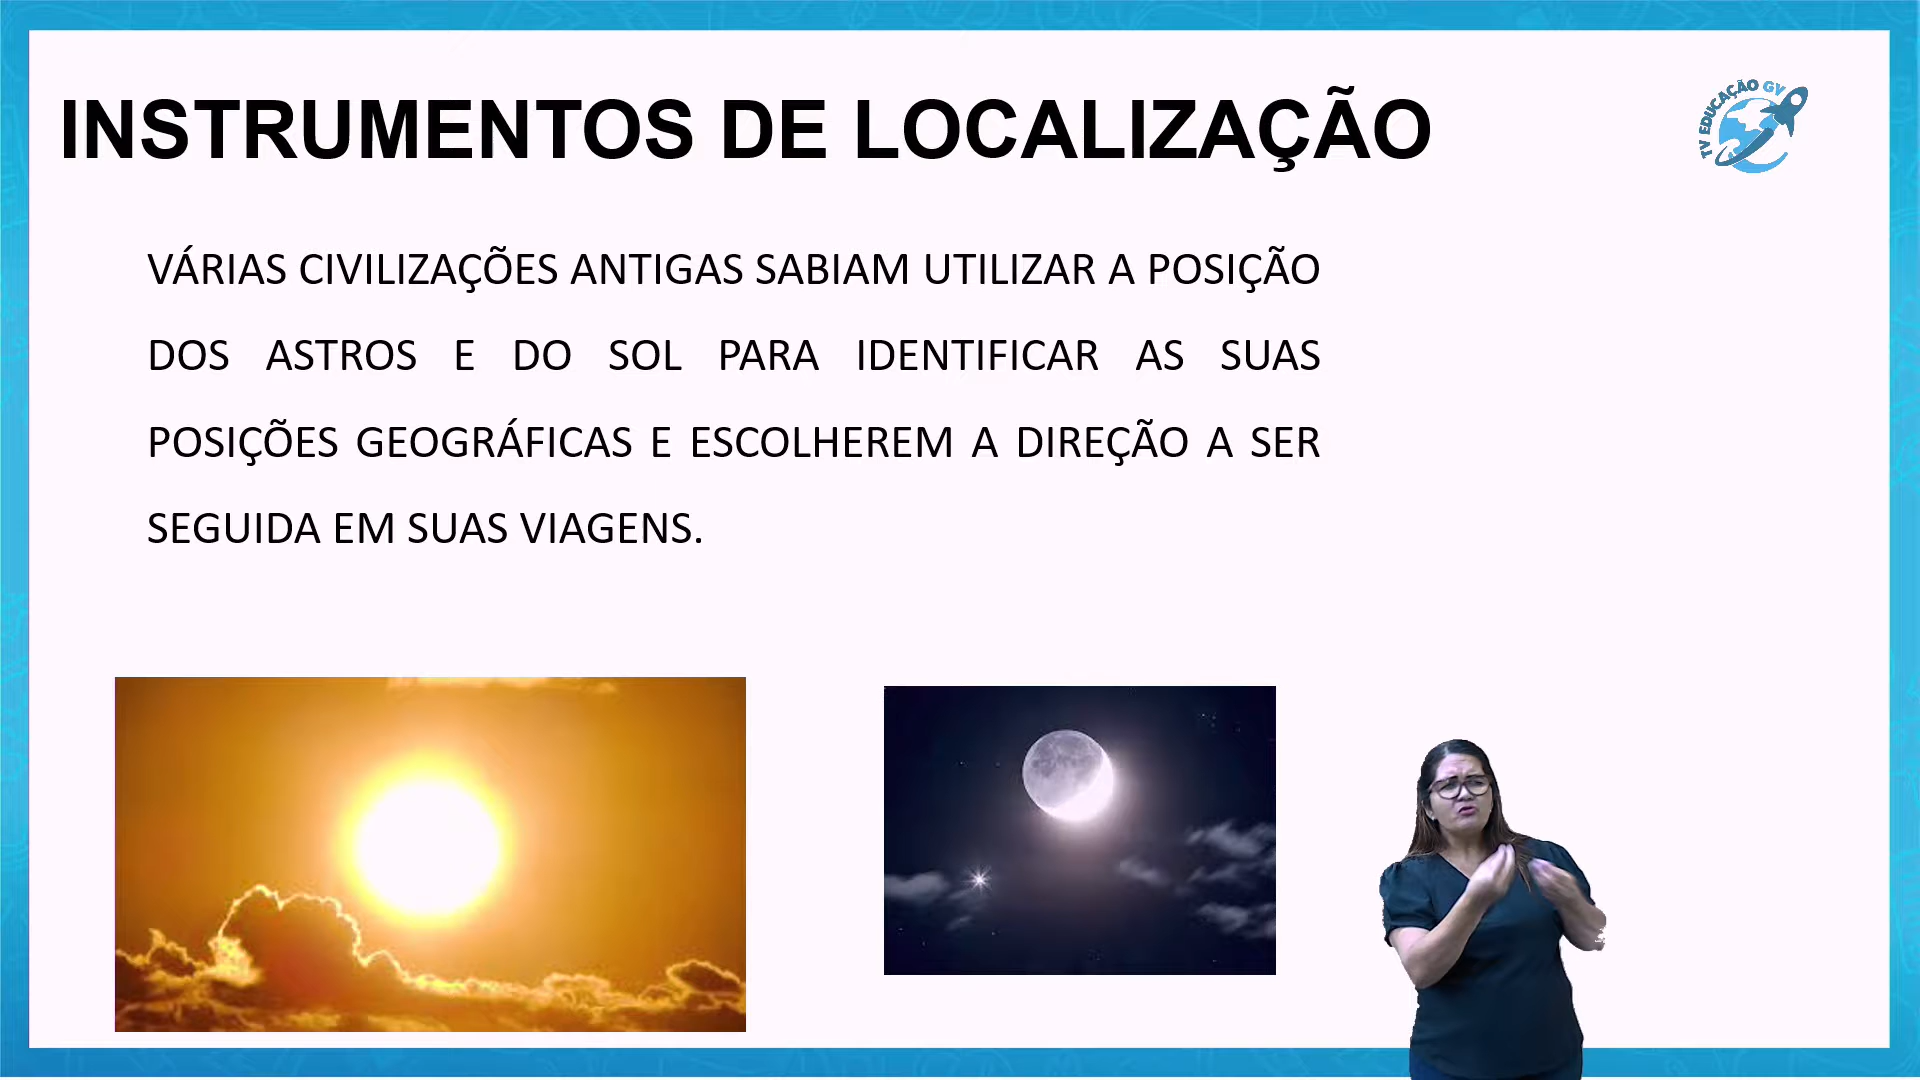 INSTRUMENTOS DE LOCALIZAÇÃO
TV EDUCAÇÃO GV
VÁRIAS CIVILIZAÇÕES ANTIGAS SABIAM UTILIZAR A POSIÇÃO
DOS ASTROS E DO SOL PARA IDENTIFICAR AS SUAS
POSIÇÕES GEOGRÁFICAS E ESCOLHEREM A DIREÇÃO A SER
SEGUIDA EM SUAS VIAGENS.